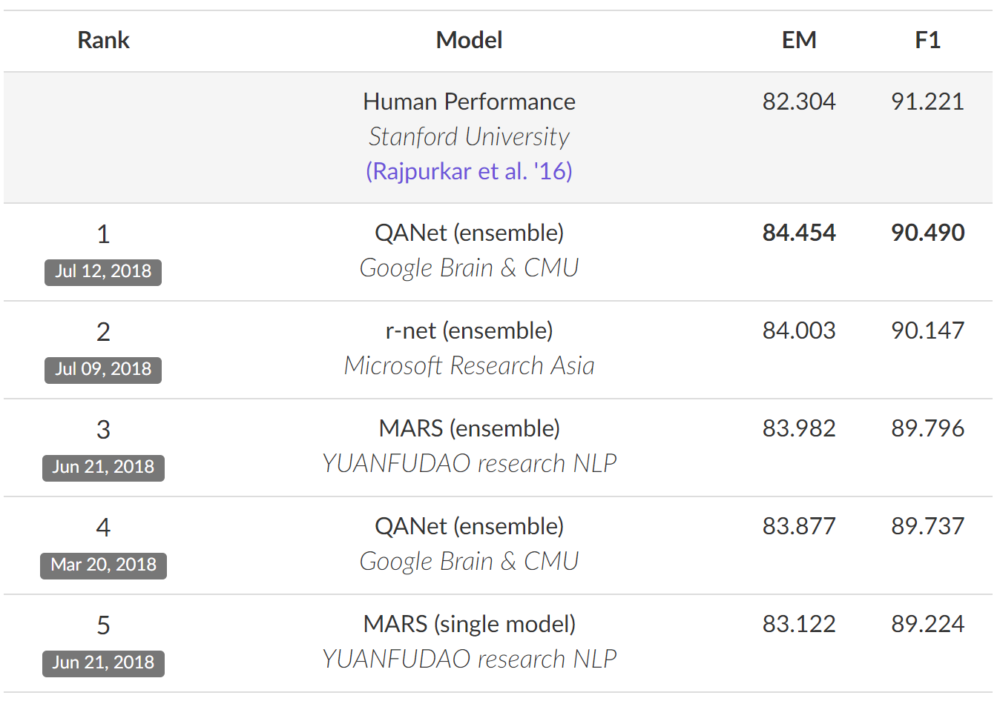 Rank Model EM F1
Human Performance 82.304 91.221
Stanford University
(Rajpurkar et al. '16)
1 QANet (ensemble) 84.454 90.490
Jul 12, 2018 Google Brain & CMU
2 r-net (ensemble) 84.003 90.147
Jul 09, 2018 Microsoft Research Asia
3 MARS (ensemble) 83.982 89.796
Jun 21, 2018 YUANFUDAO research NLP
4 QANet (ensemble) 83.877 89.737
Mar 20, 2018 Google Brain & CMU
5 MARS (single model) 83.122 89.224
Jun 21, 2018 YUANFUDAO research NLP